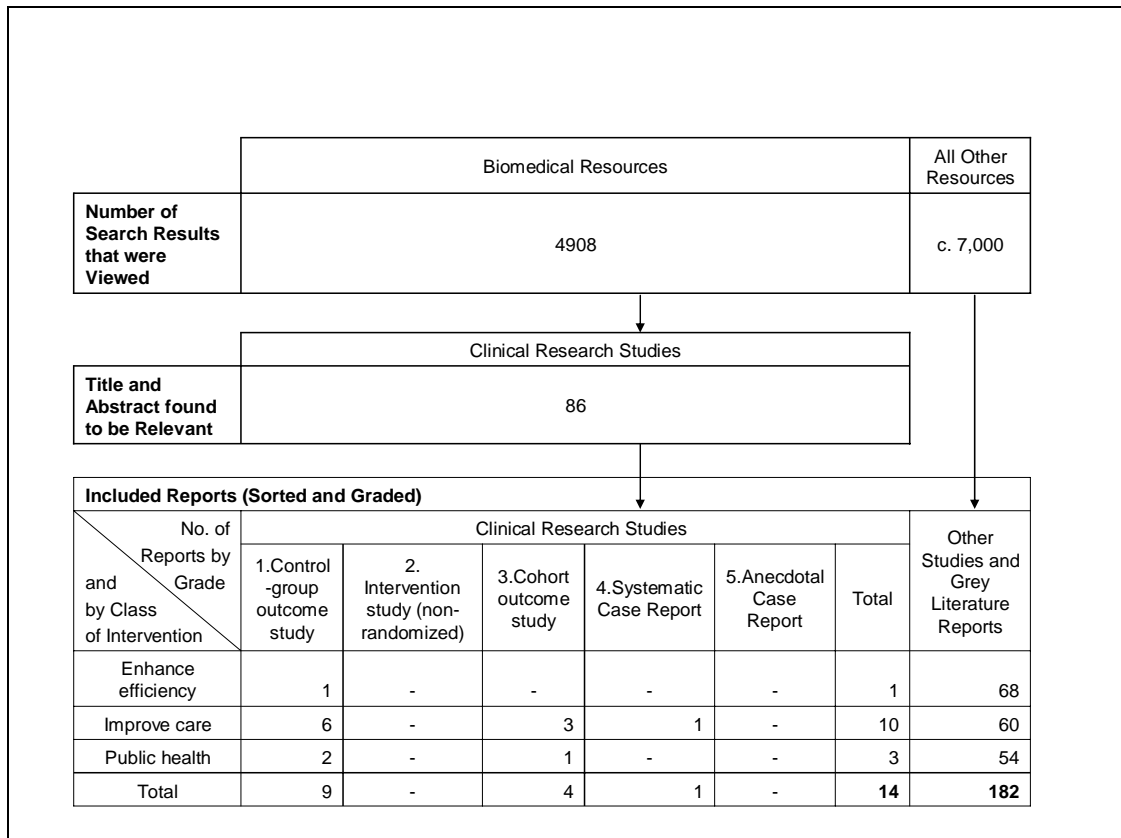 Biomedical Resources
All Other
Resources
Number of
Search Results
that were
Viewed
4908
c. 7,000
Clinical Research Studies
Title and
Abstract found
to be Relevant
86
Included Reports (Sorted and Graded)
No. of
Reports by
Grade
and
by Class
of Intervention
Clinical Research Studies
Other
Studies and
Grey
Literature
Reports
1.Control
-group
outcome
study
2.
Intervention
study (non-
randomized)
3.Cohort
outcome
study
4.Systematic
Case Report
5.Anecdotal
Case
Report
Total
Enhance
efficiency
1 - - - - 1 68
Improve care 6 - 3 1 - 10 60
Public health 2 - 1 - - 3 54
Total 9 - 4 1 - 14 182